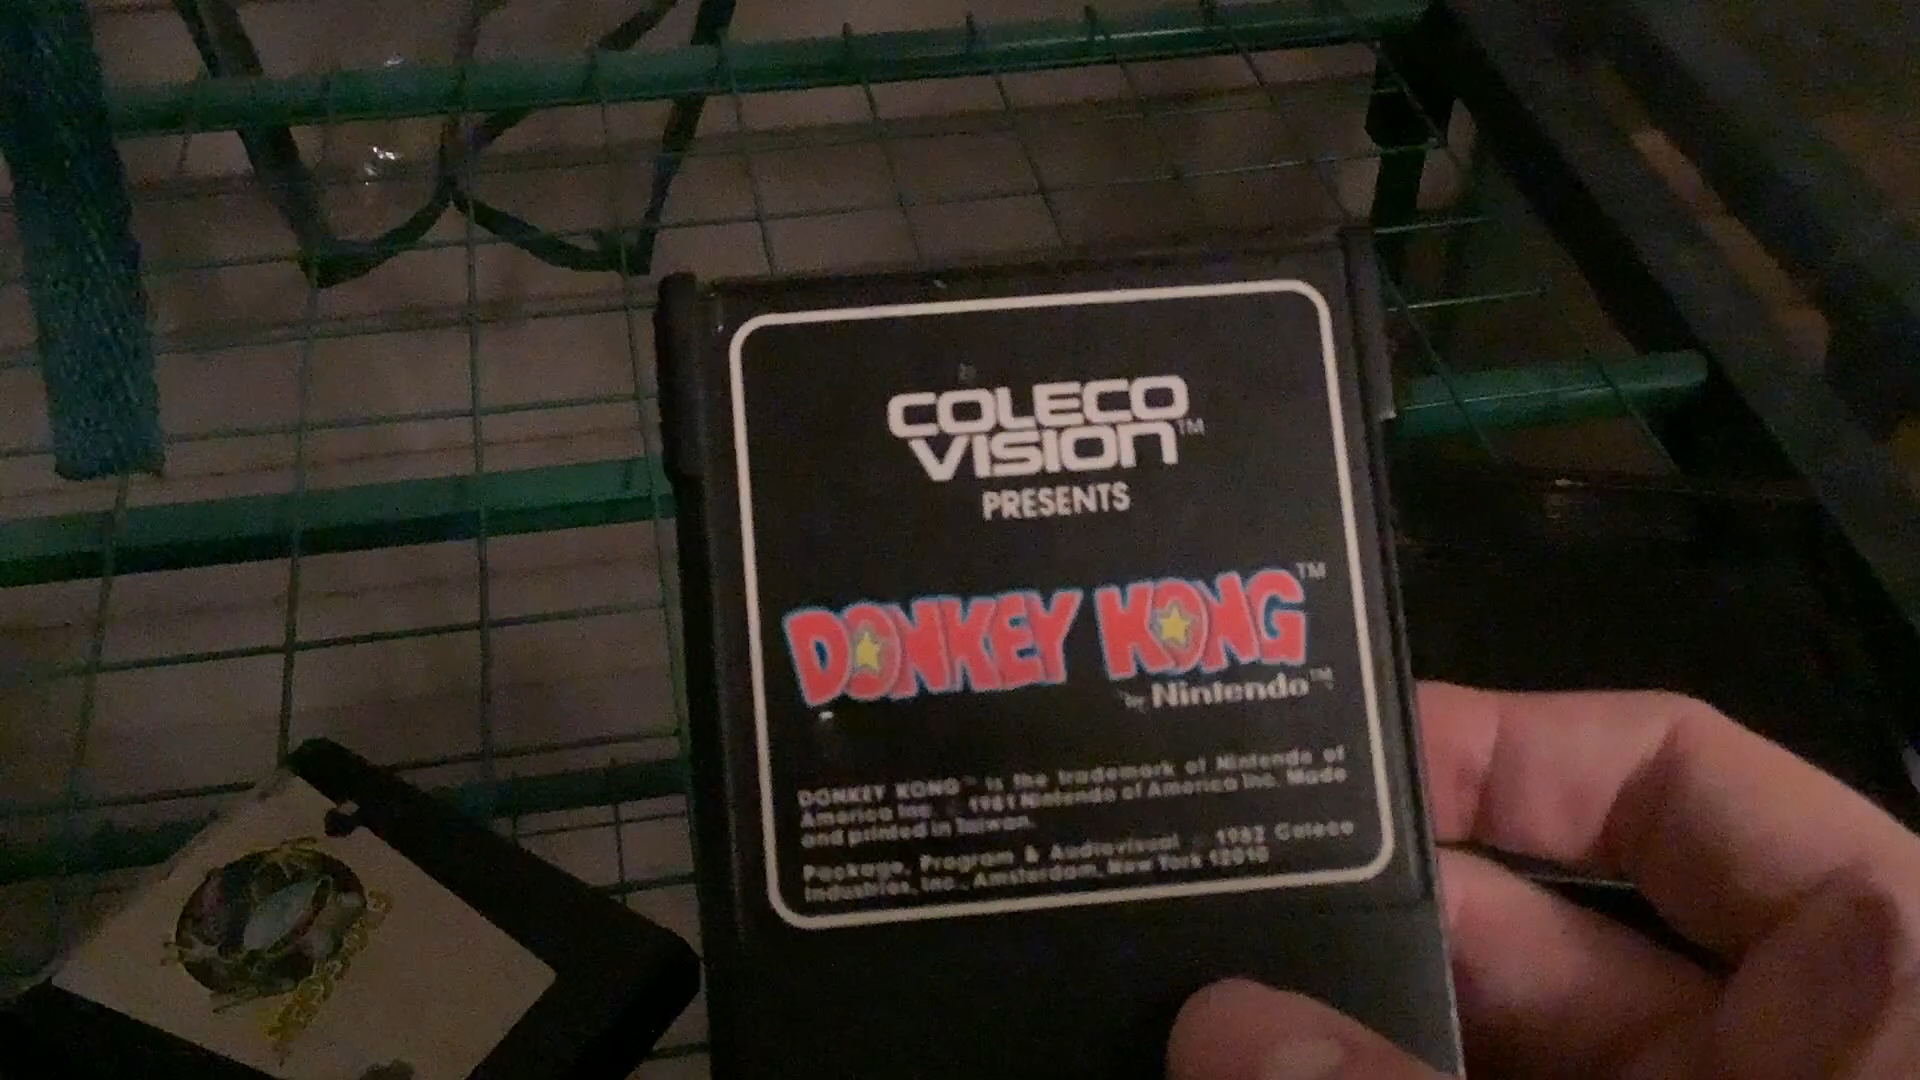 COLECO
VISION™
PRESENTS
DONKEY KONG™
by Nintendo™
DONKEY KONG™ is the trademark of Nintendo of
America Inc. © 1981 Nintendo of America Inc. Made
and printed in Taiwan.
Package, Program & Audiovisual © 1982 Coleco
Industries, Inc., Amsterdam, New York 12010